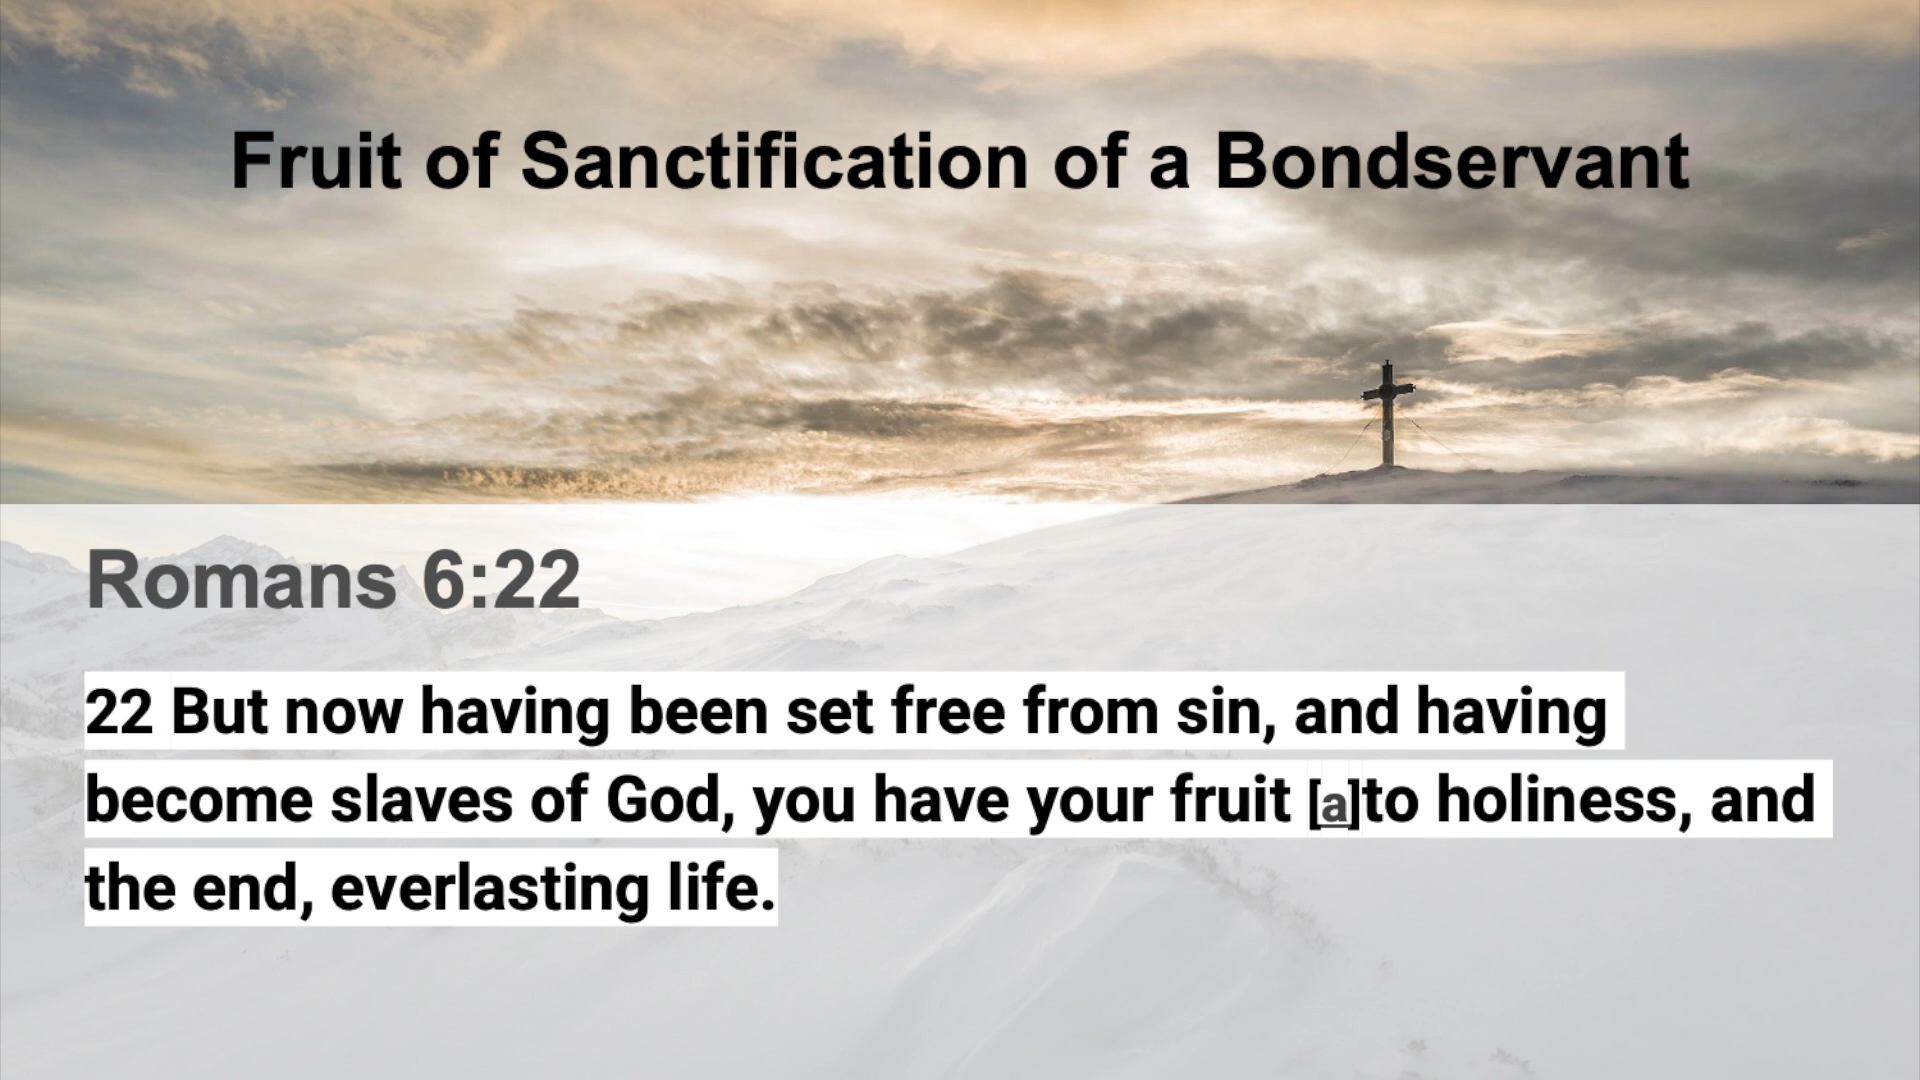 Fruit of Sanctification of a Bondservant
Romans 6:22
22 But now having been set free from sin, and having
become slaves of God, you have your fruit [a]to holiness, and
the end, everlasting life.